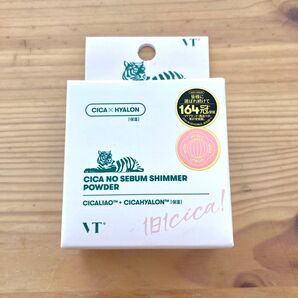 VT
CICA × HYALON
[保湿]
164冠
CICA NO SEBUM SHIMMER
POWDER
CICALIAO™ + CICAHYALON™ [保湿]
VT
1日1cica!